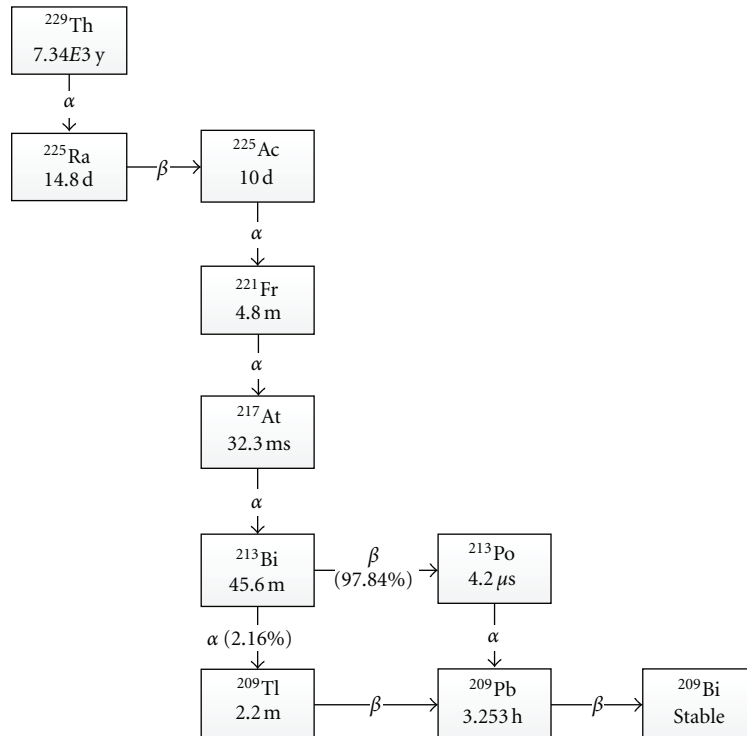 ²²⁹Th
7.34E3 y
α
²²⁵Ra
14.8 d
β
²²⁵Ac
10 d
α
²²¹Fr
4.8 m
α
²¹⁷At
32.3 ms
α
²¹³Bi
45.6 m
β
(97.84%)
²¹³Po
4.2 μs
α (2.16%)
α
²⁰⁹Tl
2.2 m
β
²⁰⁹Pb
3.253 h
β
²⁰⁹Bi
Stable